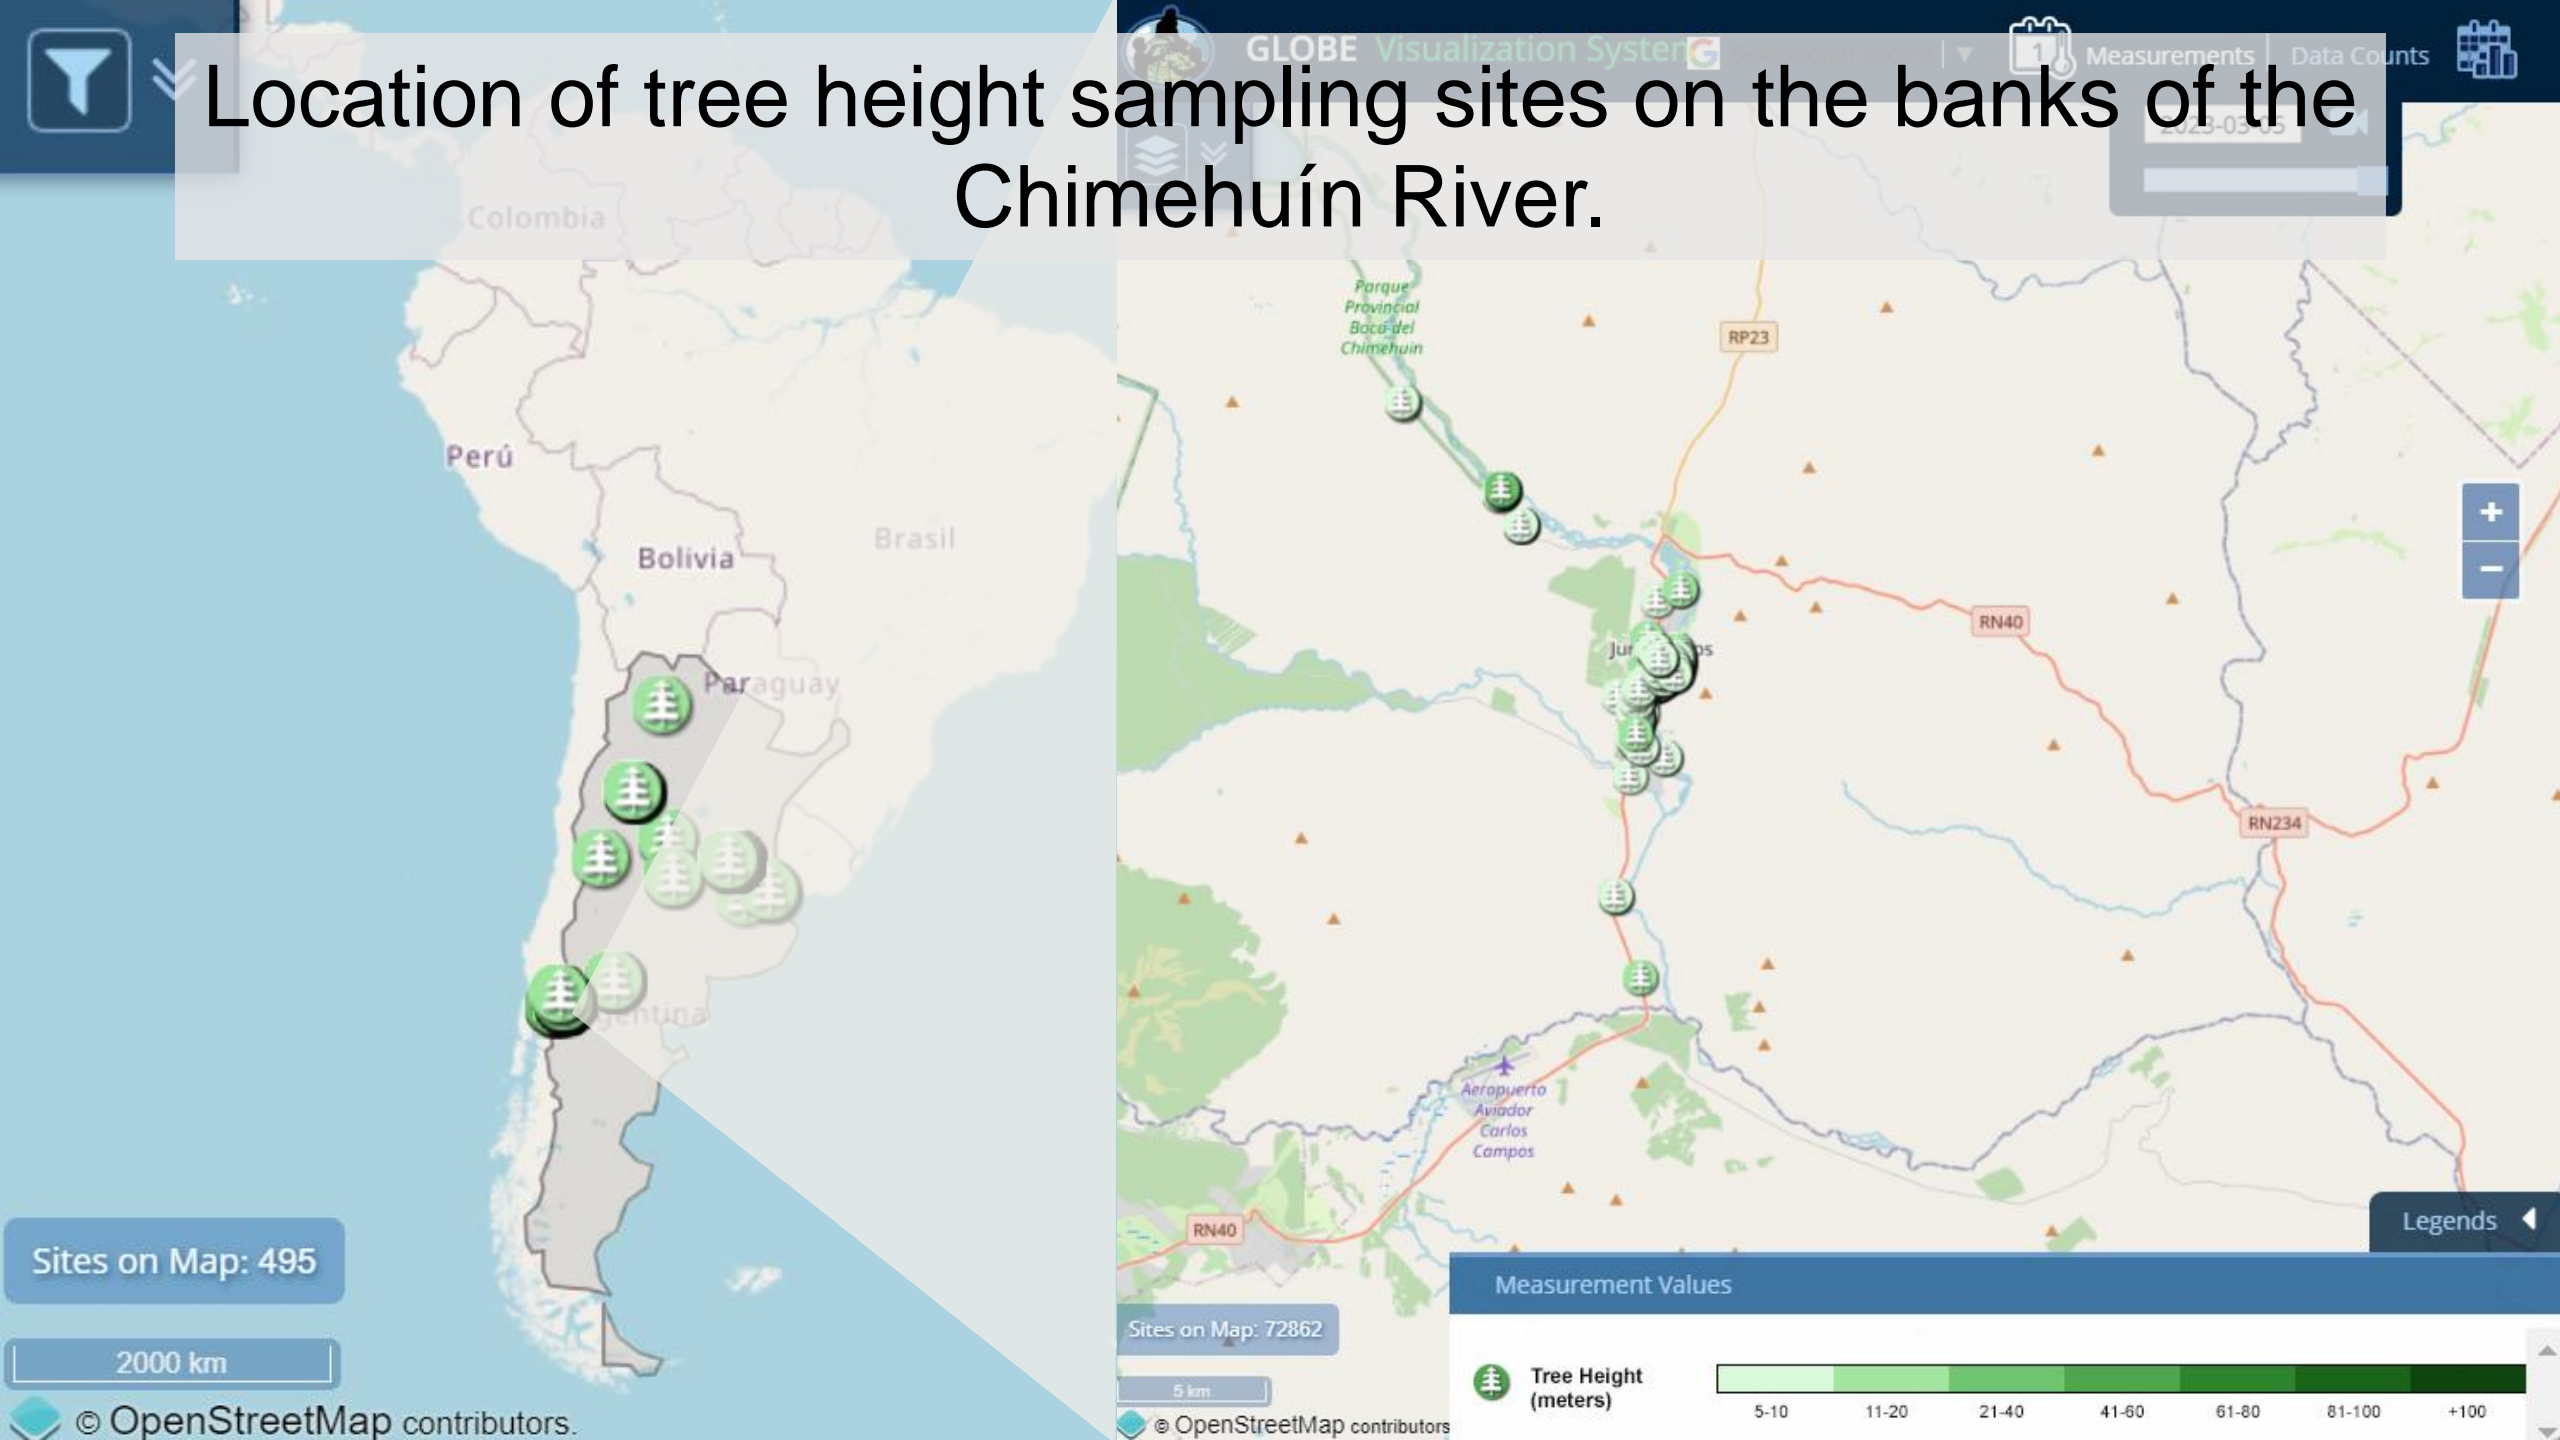 Location of tree height sampling sites on the banks of the
Chimehuín River.
GLOBE Visualization System
Measurements
Data Counts
2023-03-05
Colombia
Perú
Bolivia
Brasil
Paraguay
Sites on Map: 495
2000 km
© OpenStreetMap contributors.
Parque
Provincial
Boca del
Chimehuin
RP23
RN40
RN234
Aeropuerto
Aviador
Carlos
Campos
RN40
+
−
Sites on Map: 72862
5 km
© OpenStreetMap contributors
Legends
Measurement Values
Tree Height
(meters)
5-10 11-20 21-40 41-60 61-80 81-100 +100